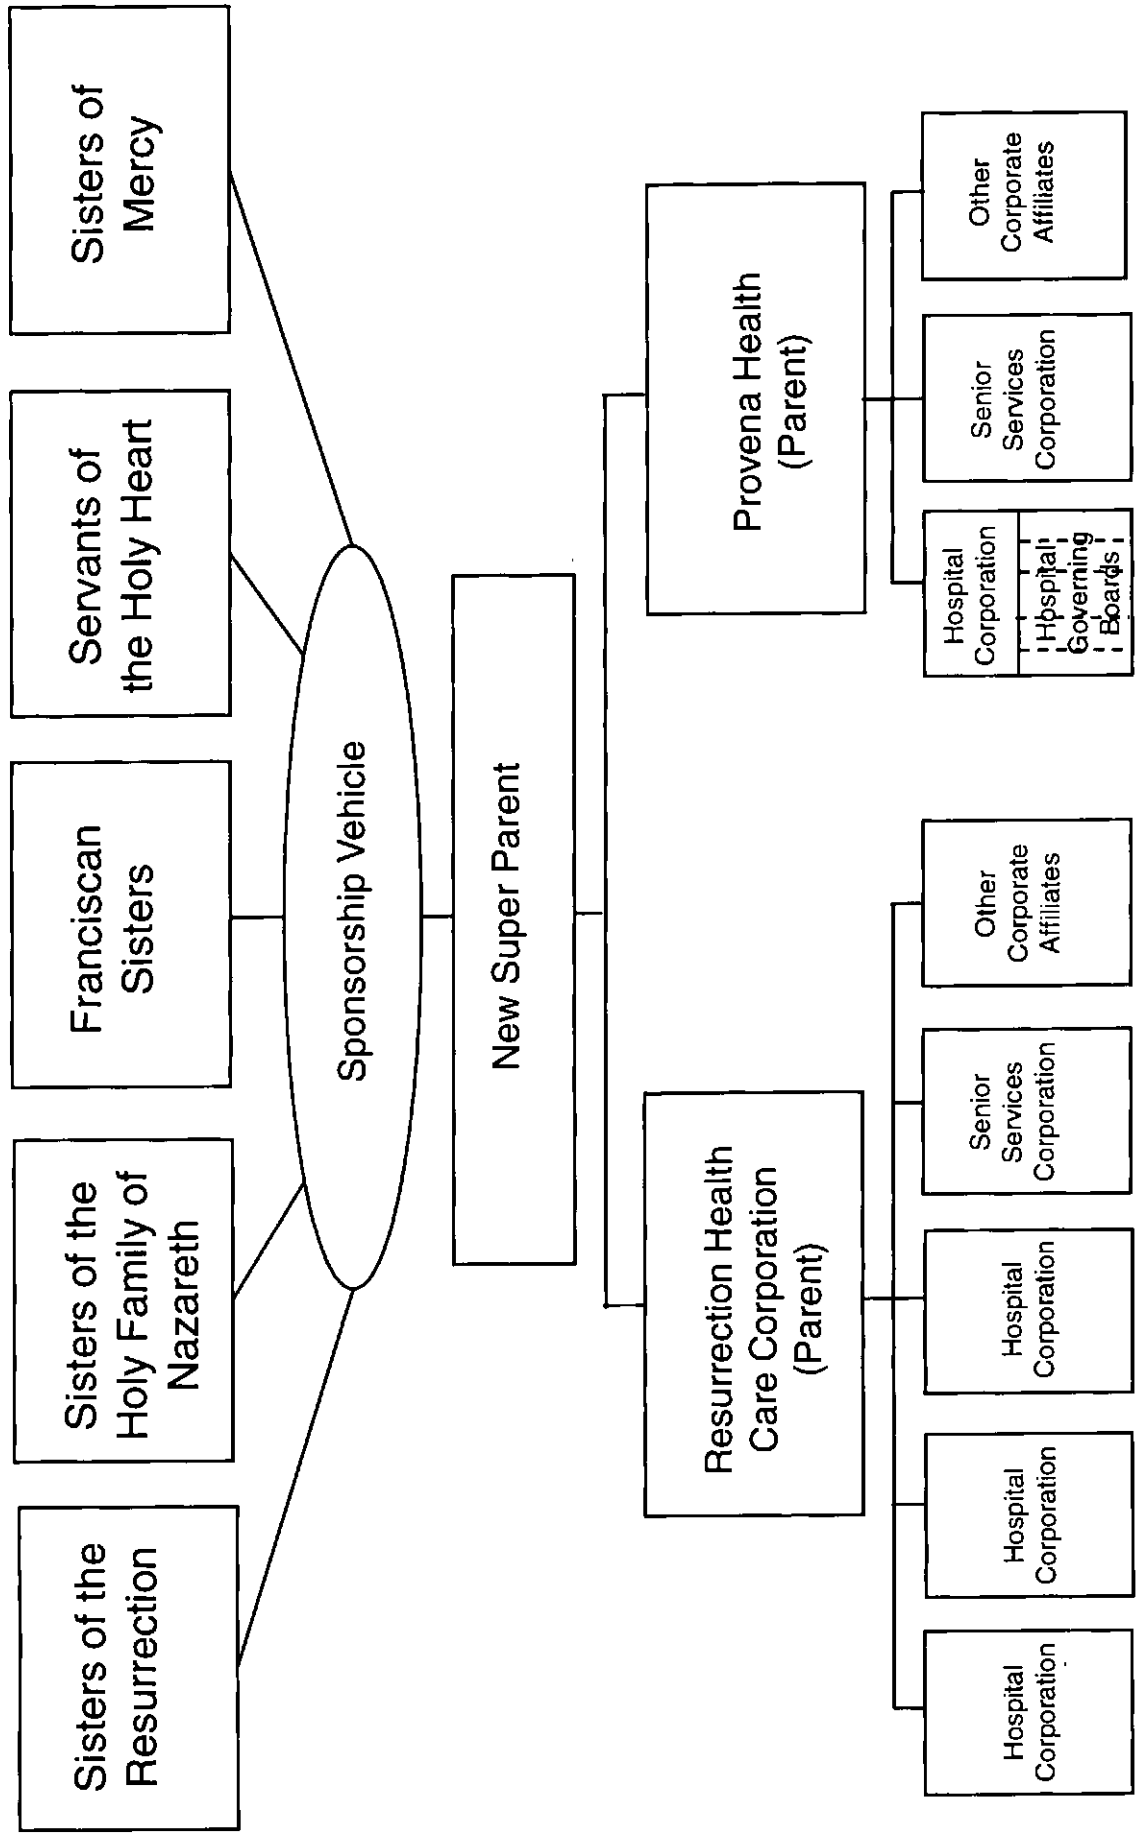 Sisters of the
Resurrection
Sisters of the
Holy Family of
Nazareth
Franciscan
Sisters
Servants of
the Holy Heart
Sisters of
Mercy
Sponsorship Vehicle
New Super Parent
Resurrection Health
Care Corporation
(Parent)
Provena Health
(Parent)
Hospital
Corporation
Hospital
Corporation
Hospital
Corporation
Senior
Services
Corporation
Other
Corporate
Affiliates
Hospital
Corporation
Hospital
Governing
Boards
Senior
Services
Corporation
Other
Corporate
Affiliates